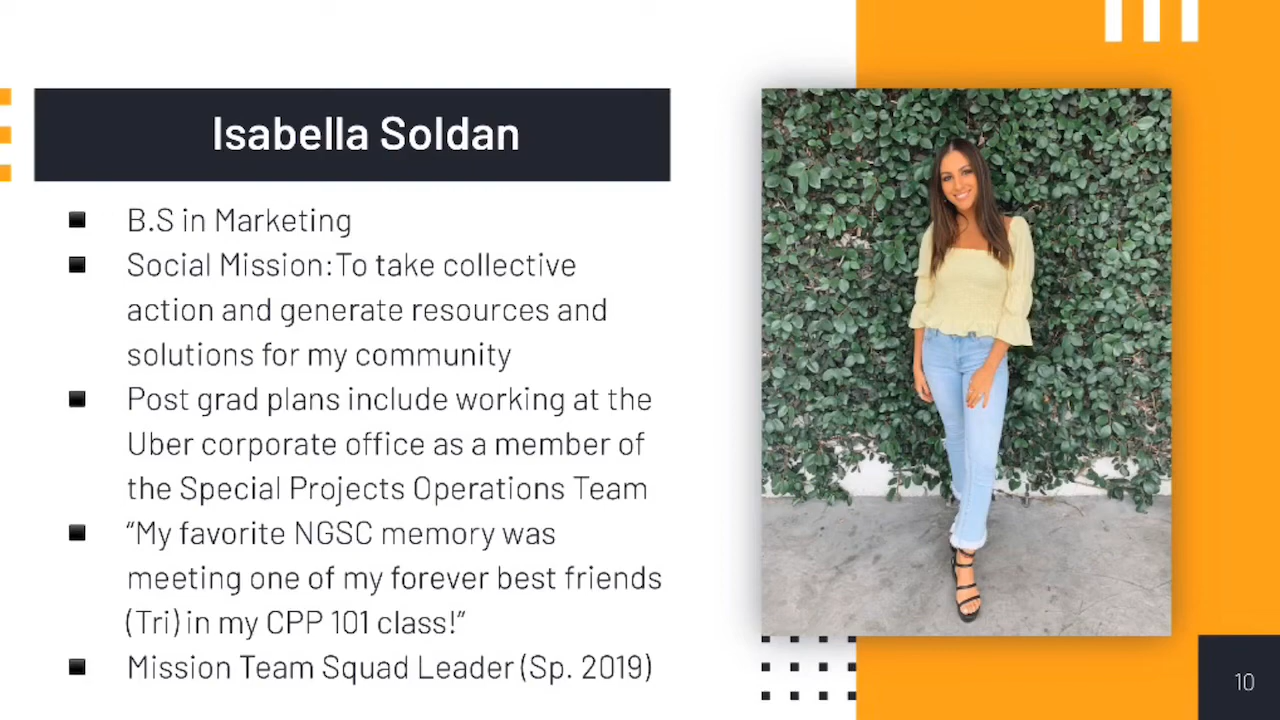 Isabella Soldan
B.S in Marketing
Social Mission:To take collective
action and generate resources and
solutions for my community
Post grad plans include working at the
Uber corporate office as a member of
the Special Projects Operations Team
“My favorite NGSC memory was
meeting one of my forever best friends
(Tri) in my CPP 101 class!”
Mission Team Squad Leader (Sp. 2019)
10